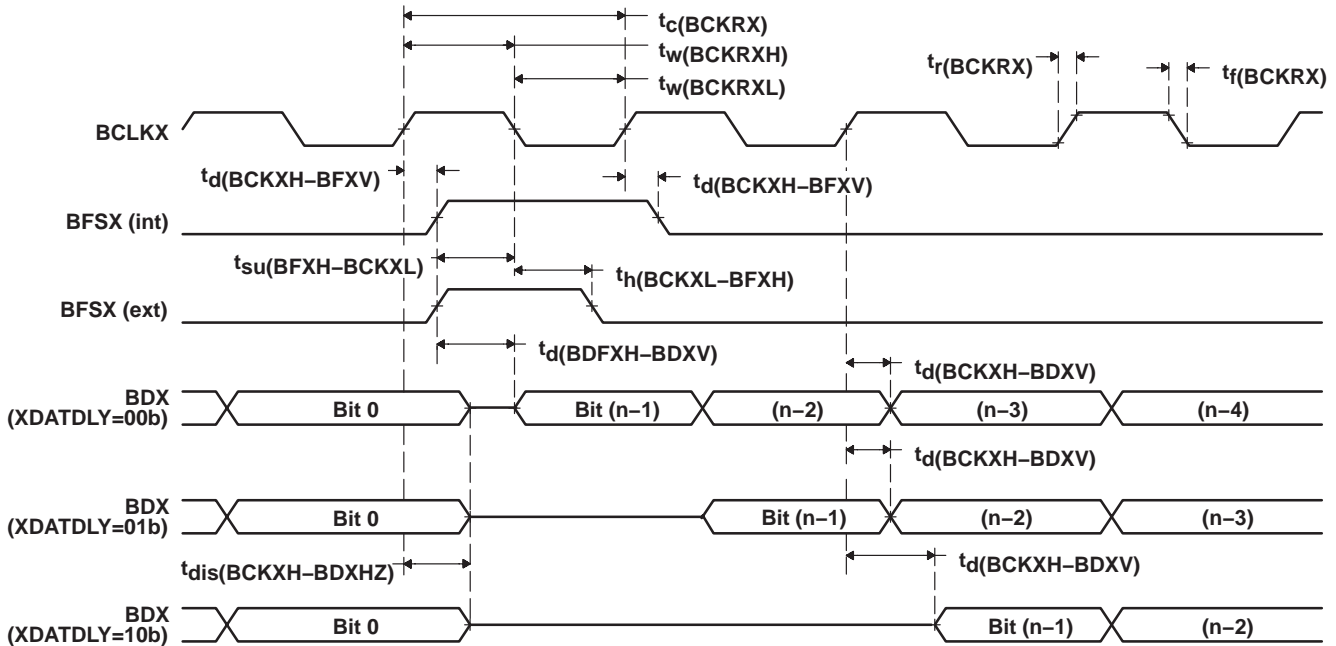 tc(BCKRX)
tw(BCKRXH)
tr(BCKRX)
tf(BCKRX)
tw(BCKRXL)
BCLKX
td(BCKXH–BFXV)
td(BCKXH–BFXV)
BFSX (int)
tsu(BFXH–BCKXL)
th(BCKXL–BFXH)
BFSX (ext)
td(BDFXH–BDXV)
td(BCKXH–BDXV)
BDX
(XDATDLY=00b)
Bit 0
Bit (n–1)
(n–2)
(n–3)
(n–4)
td(BCKXH–BDXV)
BDX
(XDATDLY=01b)
Bit 0
Bit (n–1)
(n–2)
(n–3)
tdis(BCKXH–BDXHZ)
td(BCKXH–BDXV)
BDX
(XDATDLY=10b)
Bit 0
Bit (n–1)
(n–2)